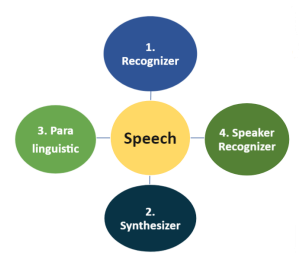 1.
Recognizer
3. Para
linguistic
Speech
4. Speaker
Recognizer
2.
Synthesizer